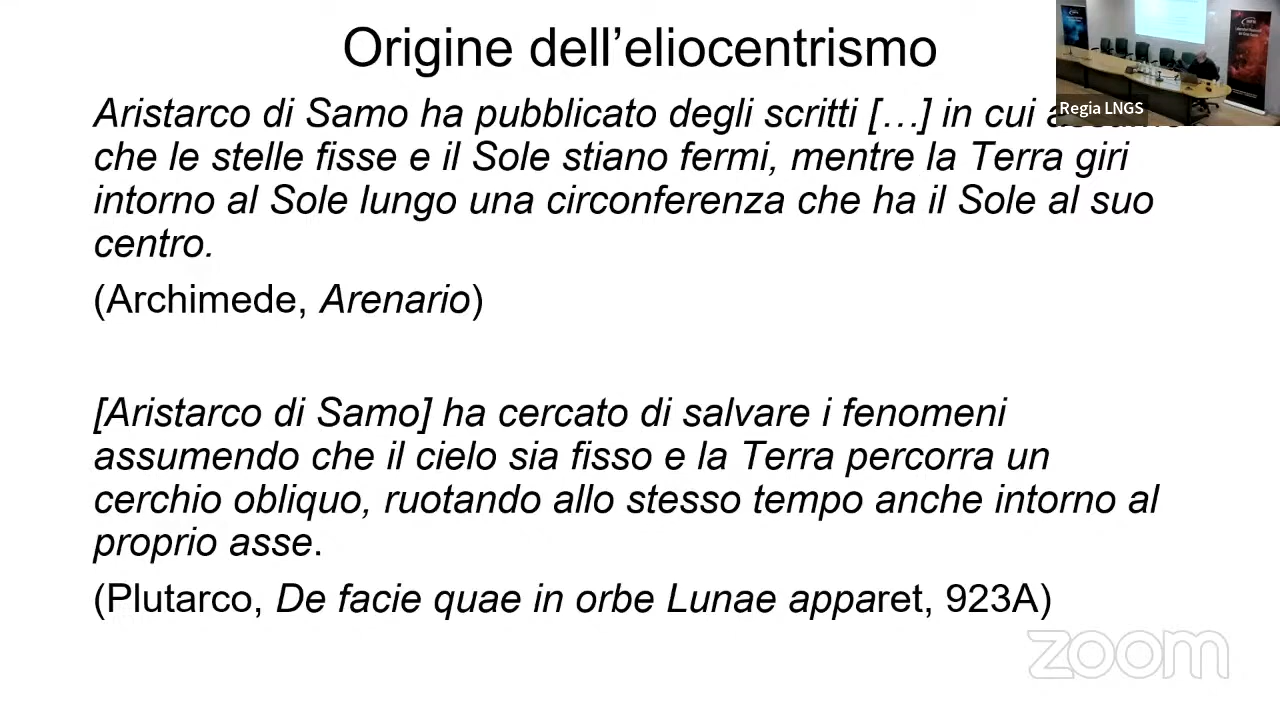 Origine dell’eliocentrismo
Aristarco di Samo ha pubblicato degli scritti […] in cui
che le stelle fisse e il Sole stiano fermi, mentre la Terra giri
intorno al Sole lungo una circonferenza che ha il Sole al suo
centro.
(Archimede, Arenario)
[Aristarco di Samo] ha cercato di salvare i fenomeni
assumendo che il cielo sia fisso e la Terra percorra un
cerchio obliquo, ruotando allo stesso tempo anche intorno al
proprio asse.
(Plutarco, De facie quae in orbe Lunae apparet, 923A)
Regia LNGS
zoom